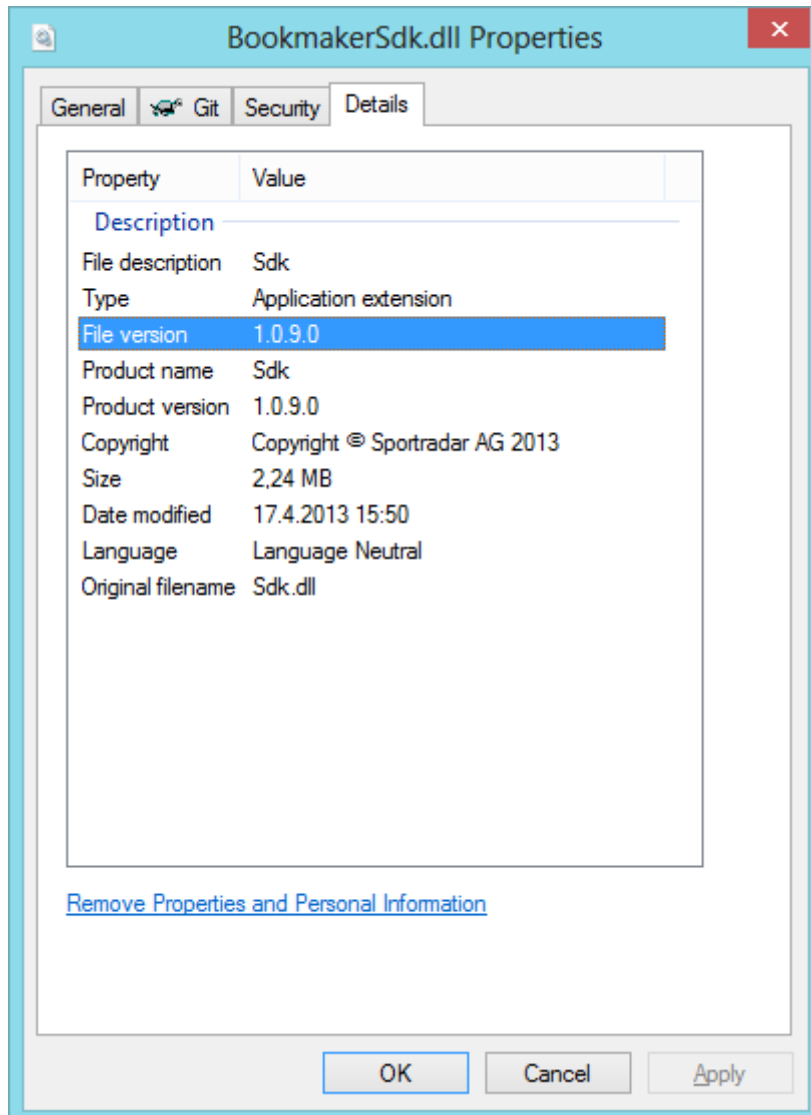 BookmakerSdk.dll Properties
General Git Security Details
Property Value
Description
File description Sdk
Type Application extension
File version 1.0.9.0
Product name Sdk
Product version 1.0.9.0
Copyright Copyright © Sportradar AG 2013
Size 2,24 MB
Date modified 17.4.2013 15:50
Language Language Neutral
Original filename Sdk.dll
Remove Properties and Personal Information
OK Cancel Apply